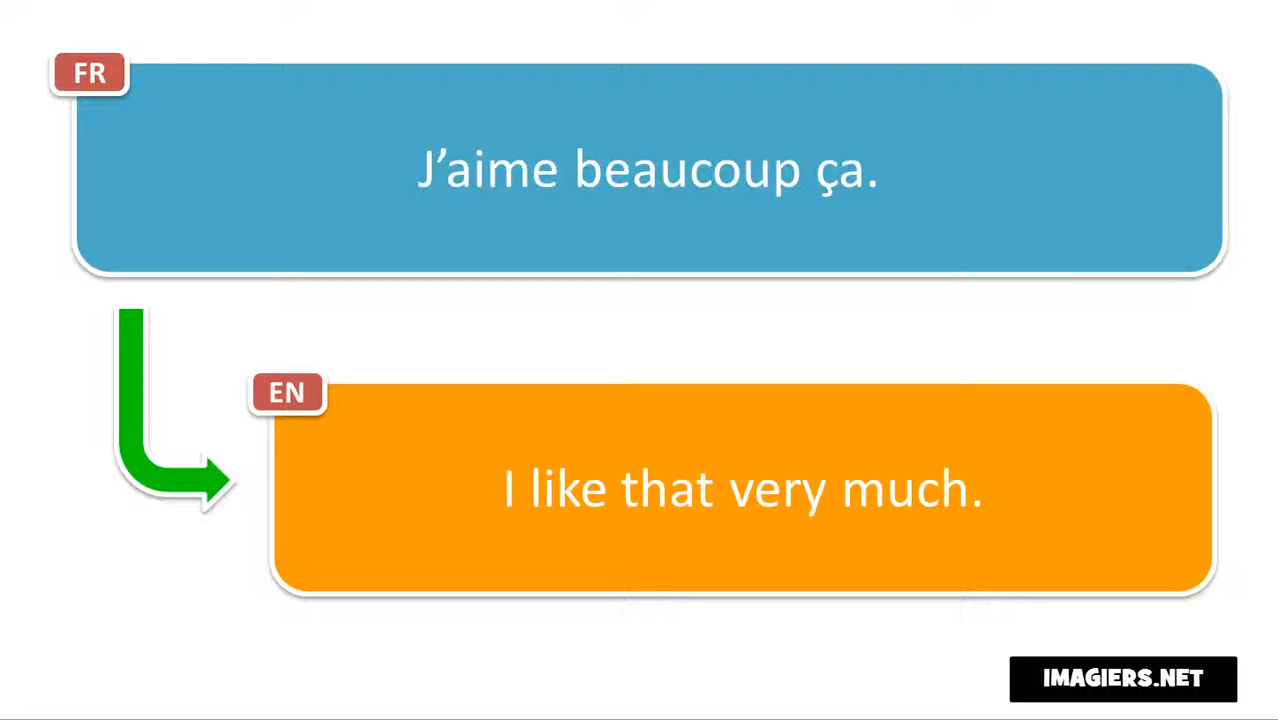 FR
J’aime beaucoup ça.
EN
I like that very much.
IMAGIERS.NET